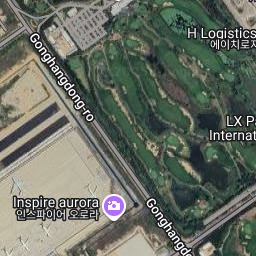 Gonghangdong-ro
H Logistics
에이치로지
LX Pa
Internat
Inspire aurora
인스파이어 오로라
Gonghangdo